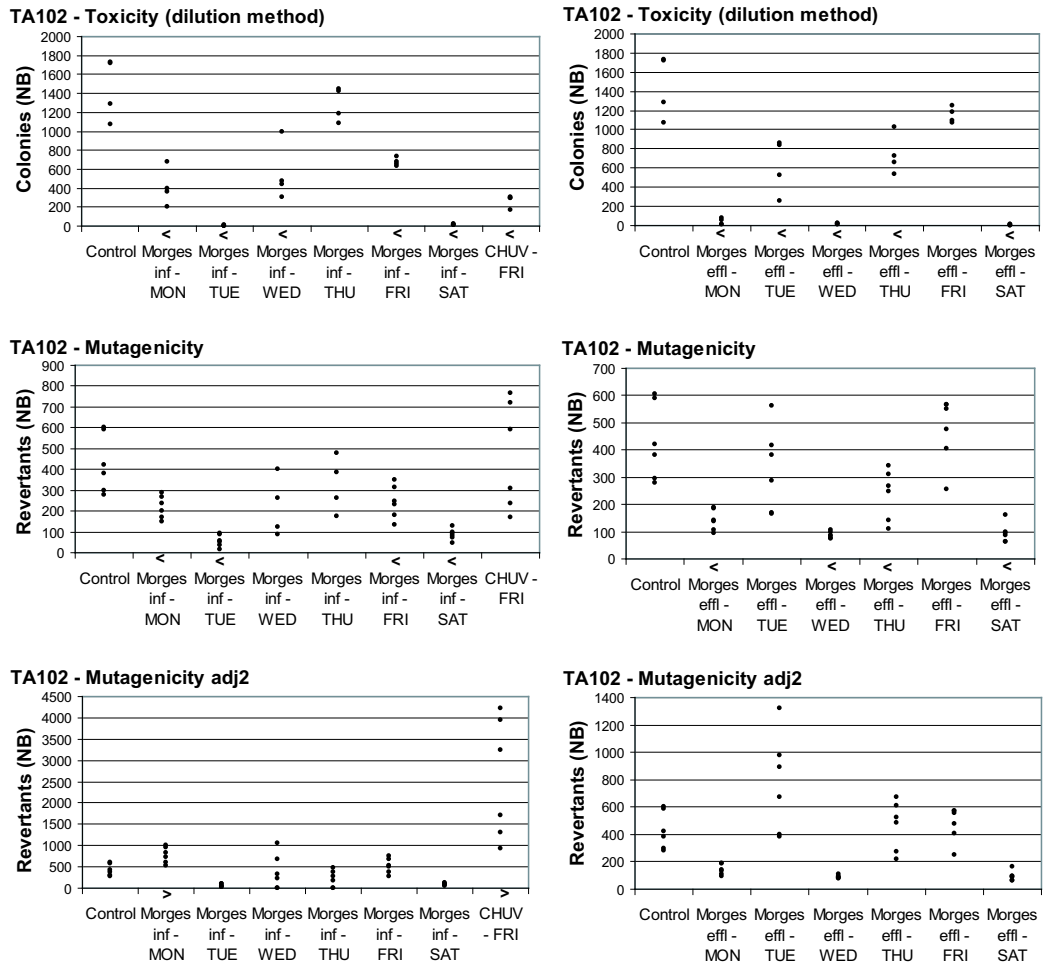 TA102 - Toxicity (dilution method)
Colonies (NB)
2000
1800
1600
1400
1200
1000
800
600
400
200
0
< < < < < <
Control Morges Morges Morges Morges Morges Morges CHUV -
inf - inf - inf - inf - inf - inf - FRI
MON TUE WED THU FRI SAT
TA102 - Toxicity (dilution method)
Colonies (NB)
2000
1800
1600
1400
1200
1000
800
600
400
200
0
< < < < <
Control Morges Morges Morges Morges Morges Morges
effl - effl - effl - effl - effl - effl -
MON TUE WED THU FRI SAT
TA102 - Mutagenicity
Revertants (NB)
900
800
700
600
500
400
300
200
100
0
< < < <
Control Morges Morges Morges Morges Morges Morges CHUV -
inf - inf - inf - inf - inf - inf - FRI
MON TUE WED THU FRI SAT
TA102 - Mutagenicity
Revertants (NB)
700
600
500
400
300
200
100
0
< < < <
Control Morges Morges Morges Morges Morges Morges
effl - effl - effl - effl - effl - effl -
MON TUE WED THU FRI SAT
TA102 - Mutagenicity adj2
Revertants (NB)
4500
4000
3500
3000
2500
2000
1500
1000
500
0
> >
Control Morges Morges Morges Morges Morges Morges CHUV
inf - inf - inf - inf - inf - inf - - FRI
MON TUE WED THU FRI SAT
TA102 - Mutagenicity adj2
Revertants (NB)
1400
1200
1000
800
600
400
200
0
Control Morges Morges Morges Morges Morges Morges
effl - effl - effl - effl - effl - effl -
MON TUE WED THU FRI SAT